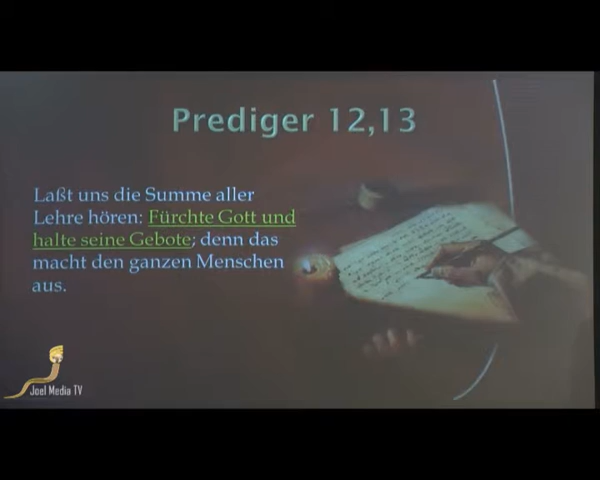 Prediger 12,13
Laßt uns die Summe aller
Lehre hören: Fürchte Gott und
halte seine Gebote; denn das
macht den ganzen Menschen
aus.
Joel Media TV